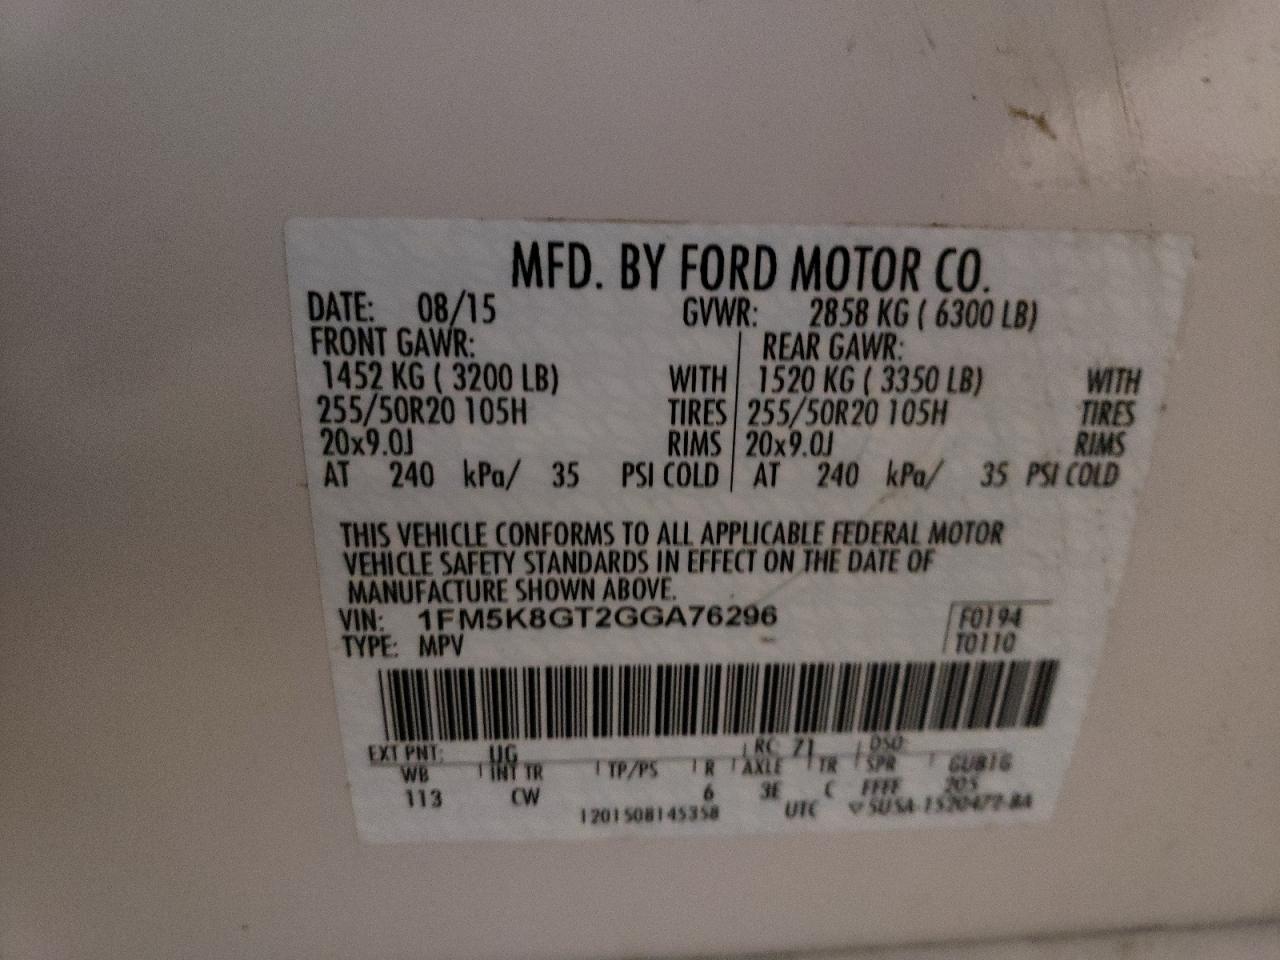 MFD. BY FORD MOTOR CO.
DATE: 08/15 GVWR: 2858 KG ( 6300 LB)
FRONT GAWR: REAR GAWR:
1452 KG ( 3200 LB) WITH 1520 KG ( 3350 LB) WITH
255/50R20 105H TIRES 255/50R20 105H TIRES
20x9.0J RIMS 20x9.0J RIMS
AT 240 kPa/ 35 PSI COLD AT 240 kPa/ 35 PSI COLD
THIS VEHICLE CONFORMS TO ALL APPLICABLE FEDERAL MOTOR
VEHICLE SAFETY STANDARDS IN EFFECT ON THE DATE OF
MANUFACTURE SHOWN ABOVE.
VIN: 1FM5K8GT2GGA76296 F0194
TYPE: MPV T0110
EXT PNT: UG RC 71 DSO:
WB INT TR TP/PS R AXLE TR SPR GUB1G
113 CW 6 3E C FFFF 205
1201508145358 UTC